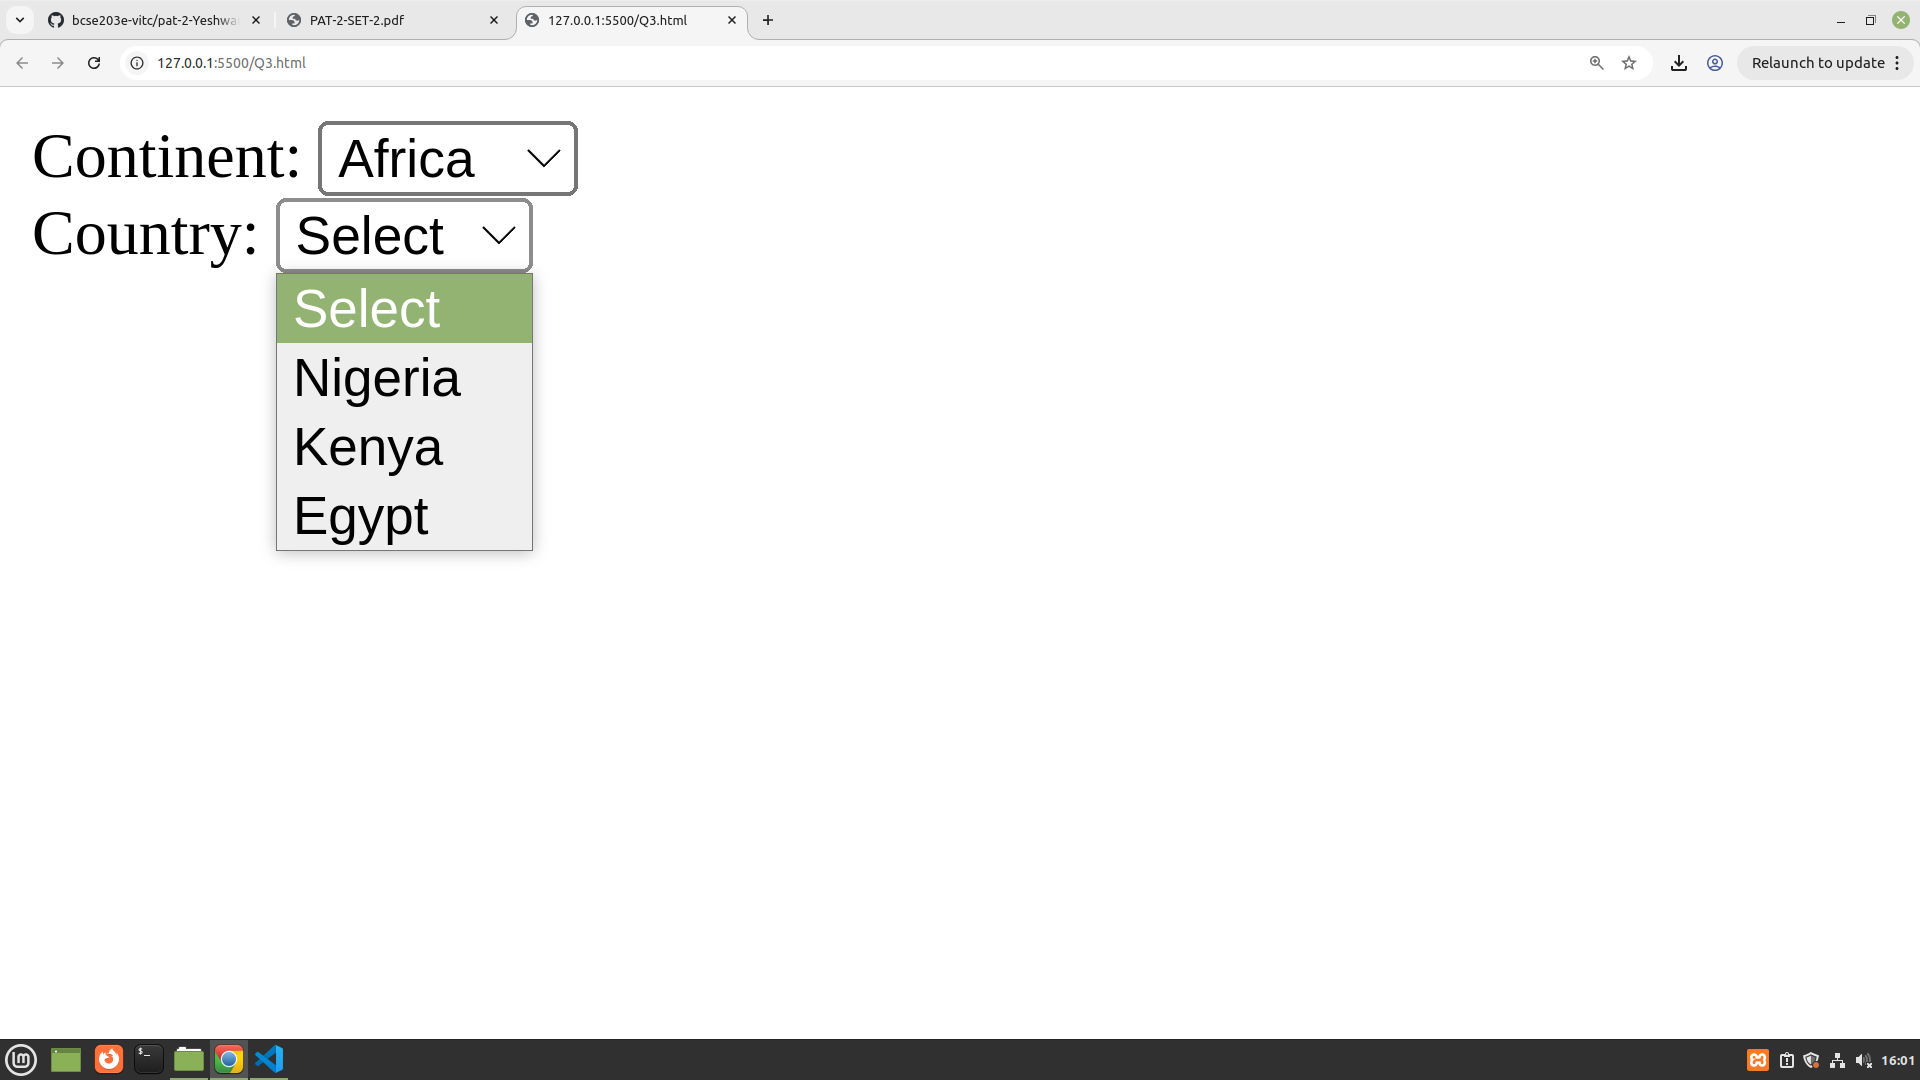 bcse203e-vitc/pat-2-Yeshwa
PAT-2-SET-2.pdf
127.0.0.1:5500/Q3.html
127.0.0.1:5500/Q3.html
Relaunch to update
Continent: Africa
Country: Select
Select
Nigeria
Kenya
Egypt
16:01